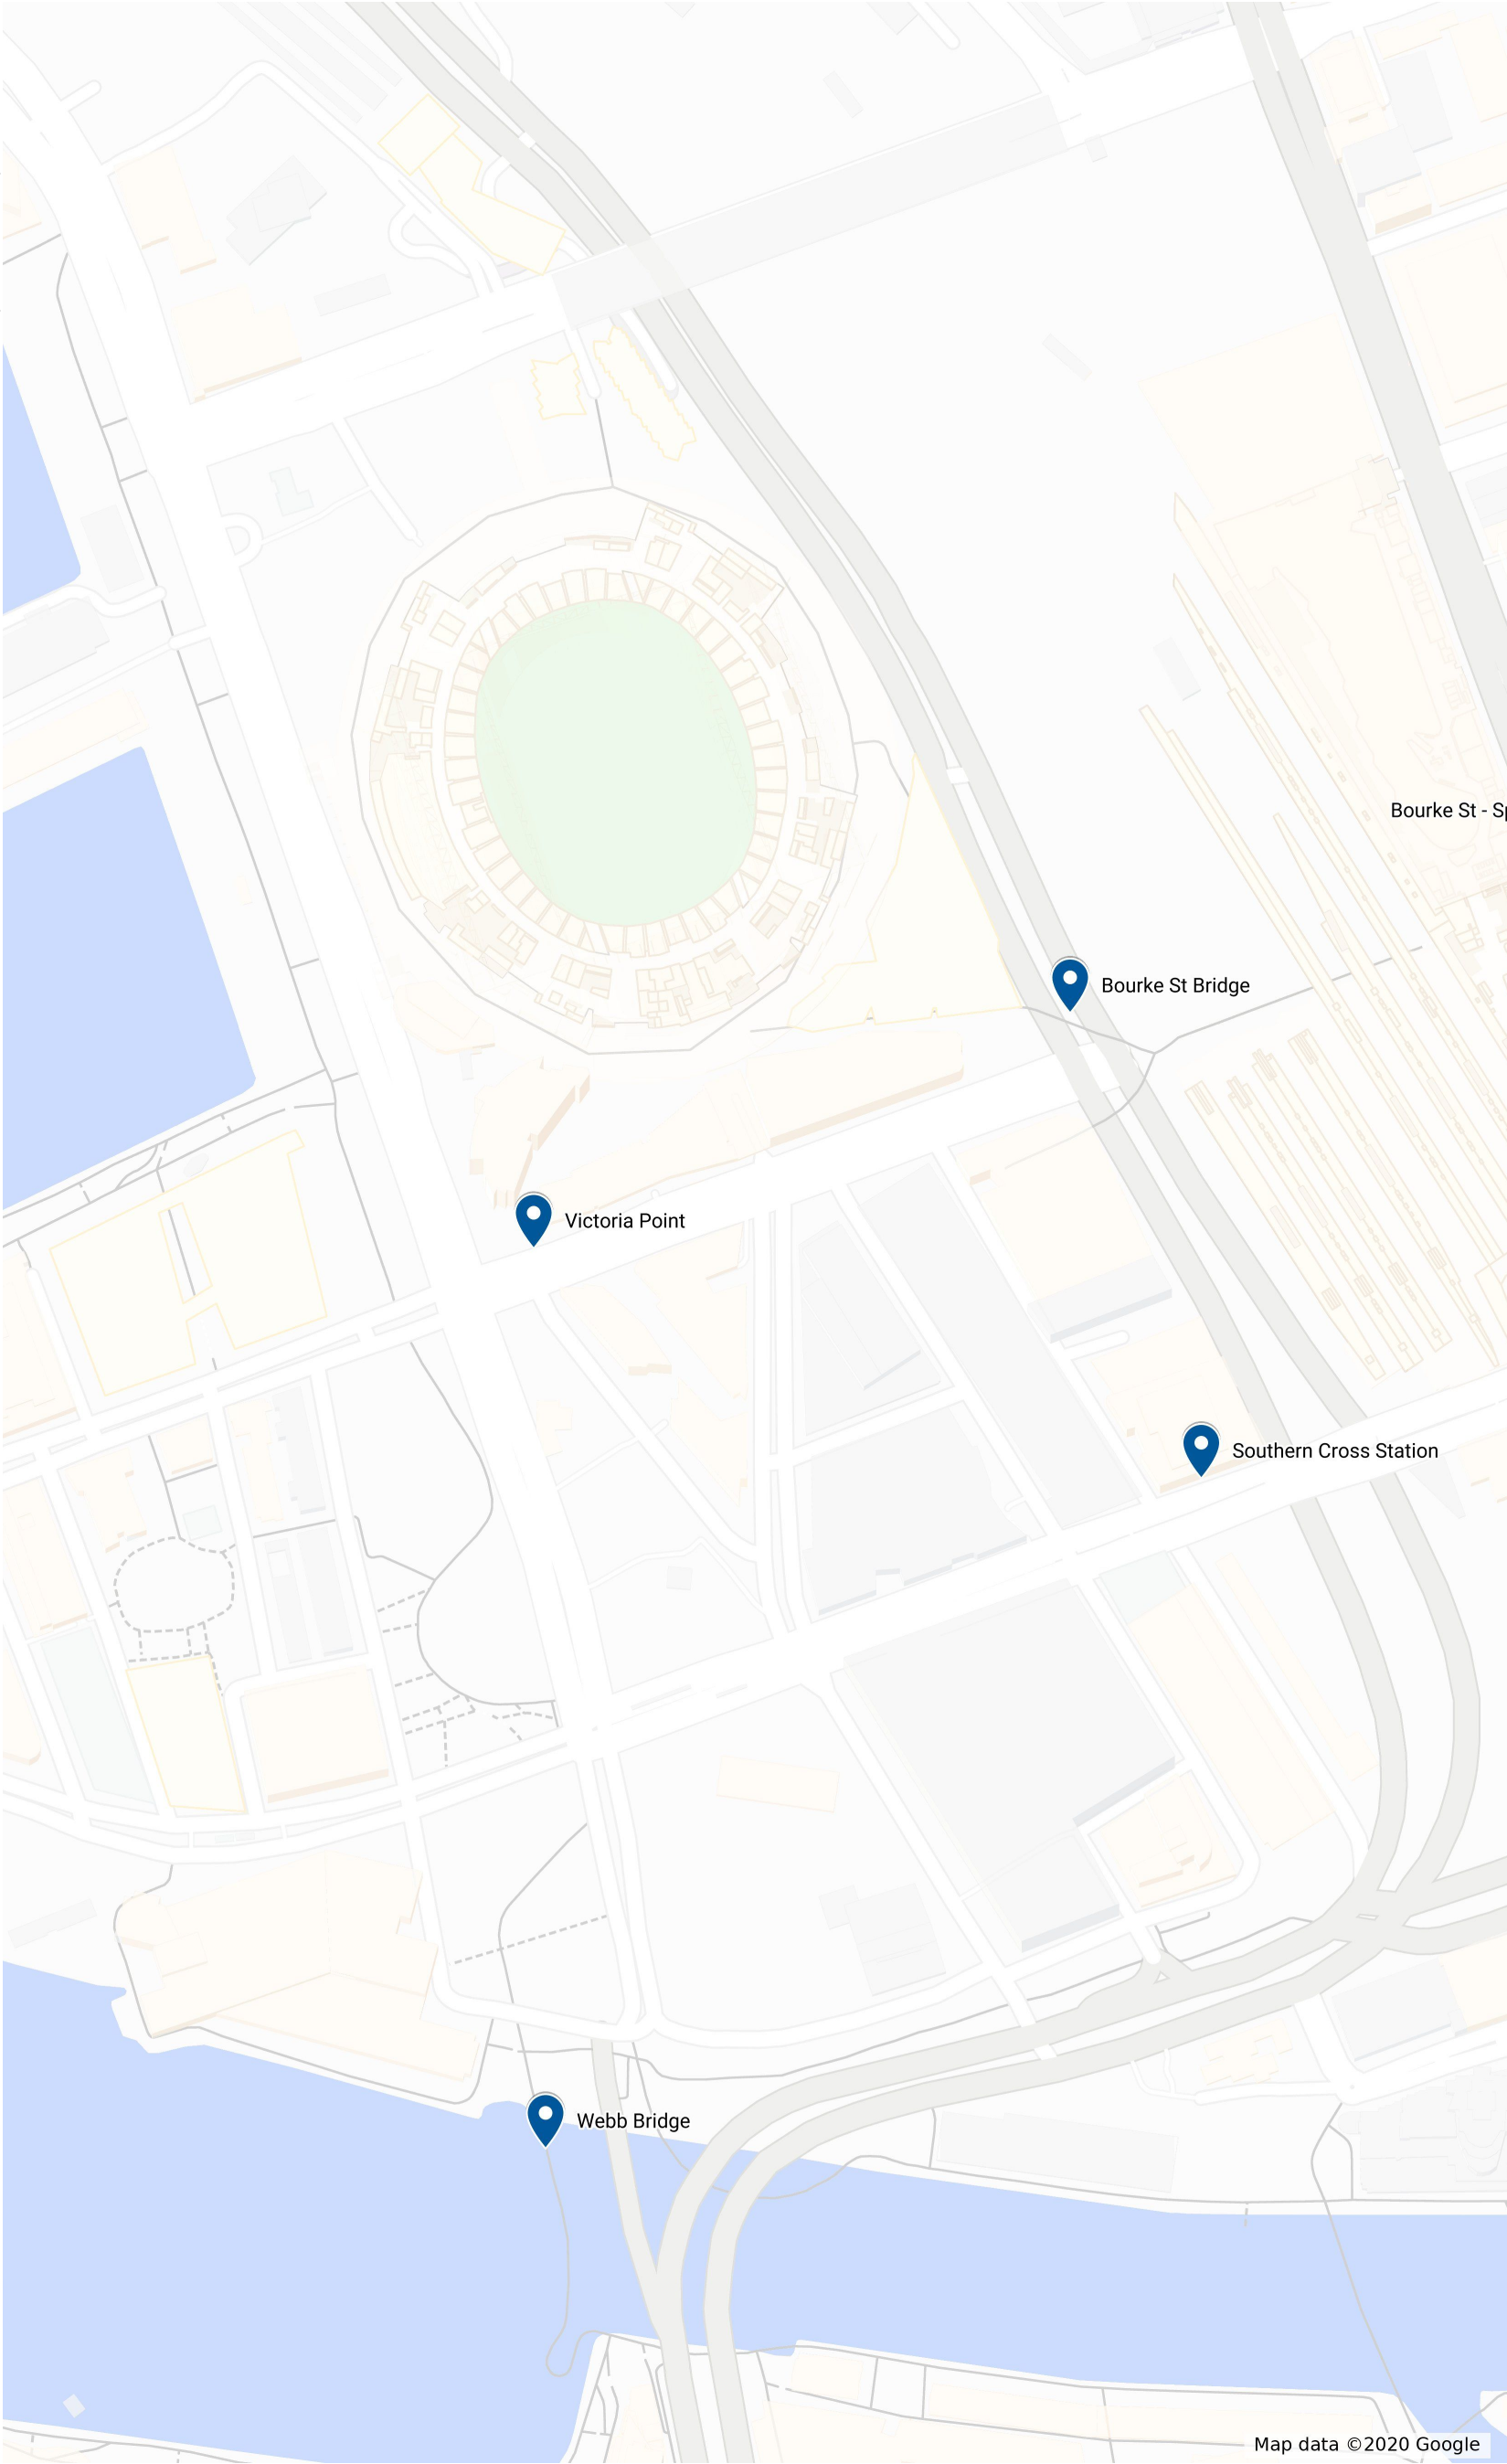 Bourke St - Sp
Bourke St Bridge
Victoria Point
Southern Cross Station
Webb Bridge
Map data ©2020 Google